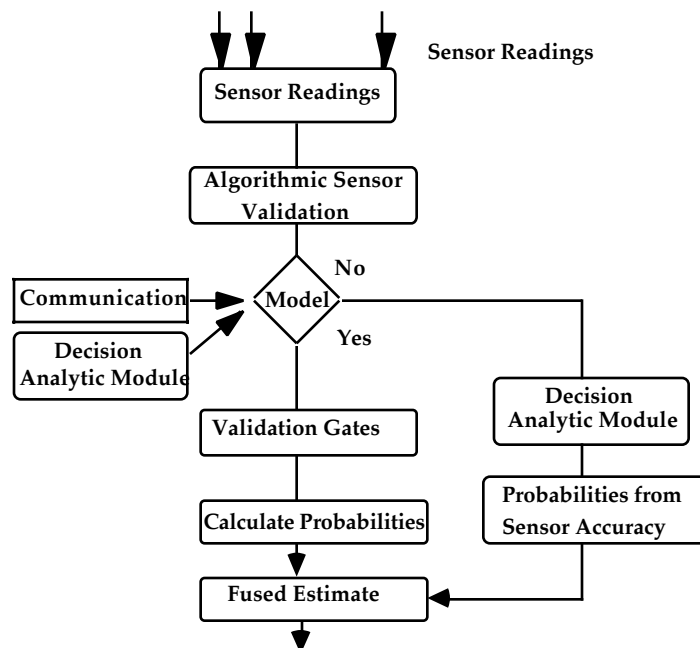 Sensor Readings
Sensor Readings
Algorithmic Sensor
Validation
No
Communication
Model
Yes
Decision
Analytic Module
Decision
Analytic Module
Validation Gates
Probabilities from
Sensor Accuracy
Calculate Probabilities
Fused Estimate